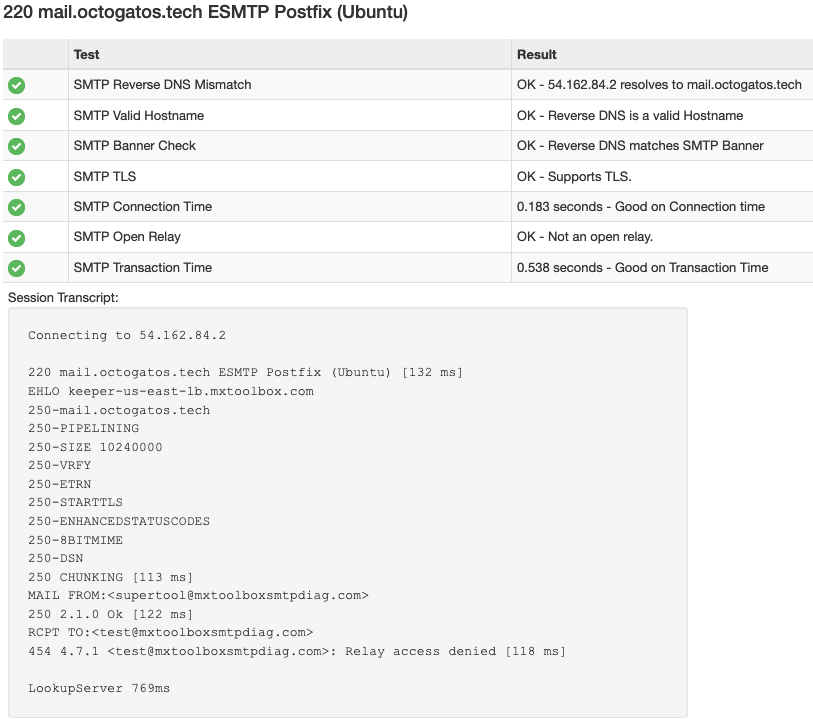 220 mail.octogatos.tech ESMTP Postfix (Ubuntu)
Test Result
SMTP Reverse DNS Mismatch OK - 54.162.84.2 resolves to mail.octogatos.tech
SMTP Valid Hostname OK - Reverse DNS is a valid Hostname
SMTP Banner Check OK - Reverse DNS matches SMTP Banner
SMTP TLS OK - Supports TLS.
SMTP Connection Time 0.183 seconds - Good on Connection time
SMTP Open Relay OK - Not an open relay.
SMTP Transaction Time 0.538 seconds - Good on Transaction Time
Session Transcript:
Connecting to 54.162.84.2
220 mail.octogatos.tech ESMTP Postfix (Ubuntu) [132 ms]
EHLO keeper-us-east-1b.mxtoolbox.com
250-mail.octogatos.tech
250-PIPELINING
250-SIZE 10240000
250-VRFY
250-ETRN
250-STARTTLS
250-ENHANCEDSTATUSCODES
250-8BITMIME
250-DSN
250 CHUNKING [113 ms]
MAIL FROM:<supertool@mxtoolboxsmtpdiag.com>
250 2.1.0 Ok [122 ms]
RCPT TO:<test@mxtoolboxsmtpdiag.com>
454 4.7.1 <test@mxtoolboxsmtpdiag.com>: Relay access denied [118 ms]
LookupServer 769ms